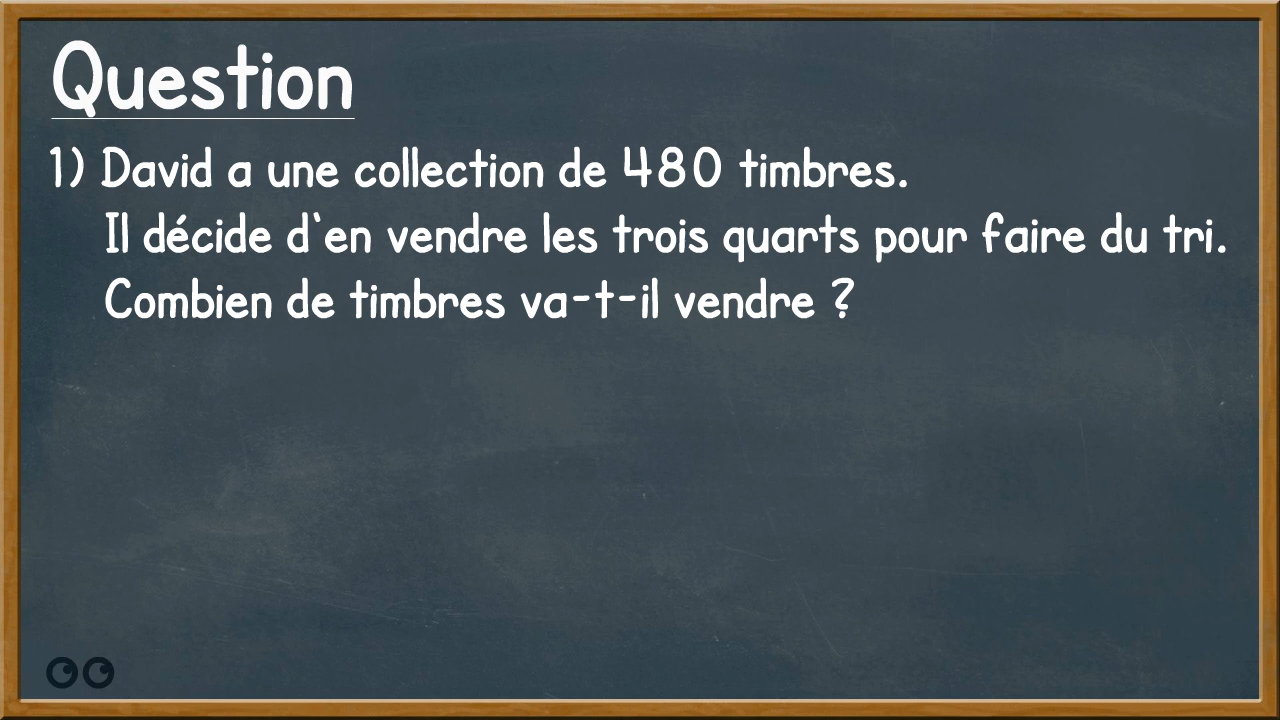 Question
1) David a une collection de 480 timbres.
Il décide d'en vendre les trois quarts pour faire du tri.
Combien de timbres va-t-il vendre ?